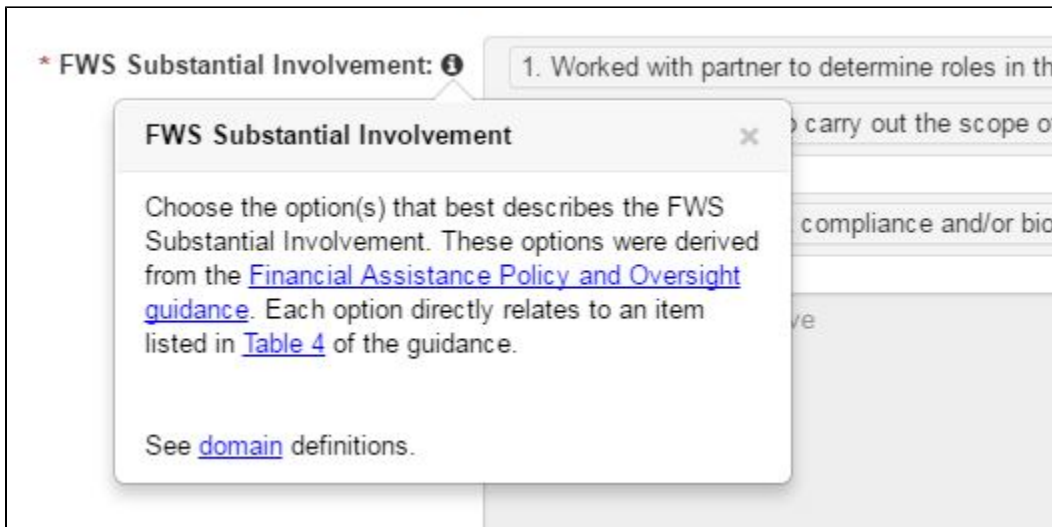 * FWS Substantial Involvement: 1. Worked with partner to determine roles in
FWS Substantial Involvement ×
carry out the scope
Choose the option(s) that best describes the FWS
compliance and/or
Substantial Involvement. These options were derived
from the Financial Assistance Policy and Oversight
guidance. Each option directly relates to an item
listed in Table 4 of the guidance.
See domain definitions.